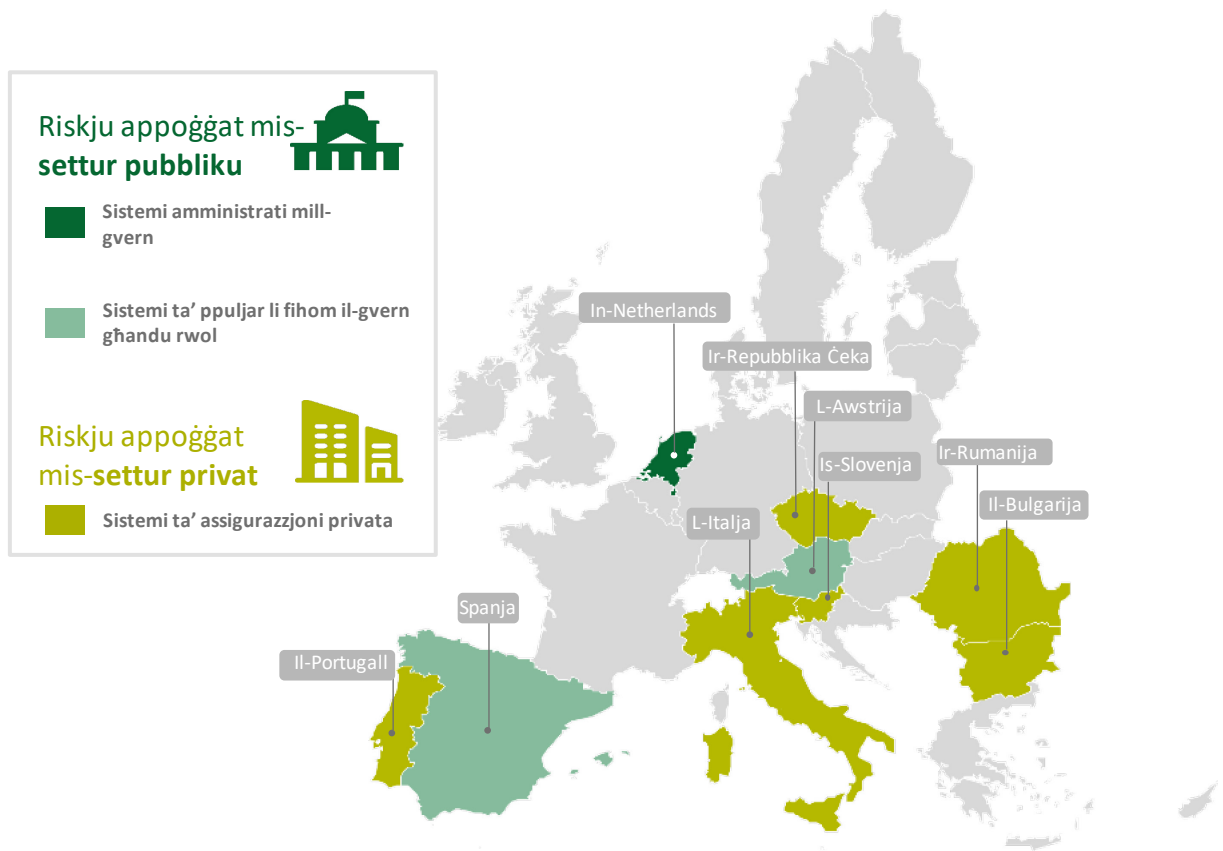 Riskju appoġġat mis-
settur pubbliku
Sistemi amministrati mill-
gvern
Sistemi ta’ ppuljar li fihom il-gvern
għandu rwol
Riskju appoġġat
mis-settur privat
Sistemi ta’ assigurazzjoni privata
In-Netherlands
Ir-Repubblika Ċeka
L-Awstrija
Is-Slovenja
Ir-Rumanija
Il-Bulgarija
L-Italja
Spanja
Il-Portugall